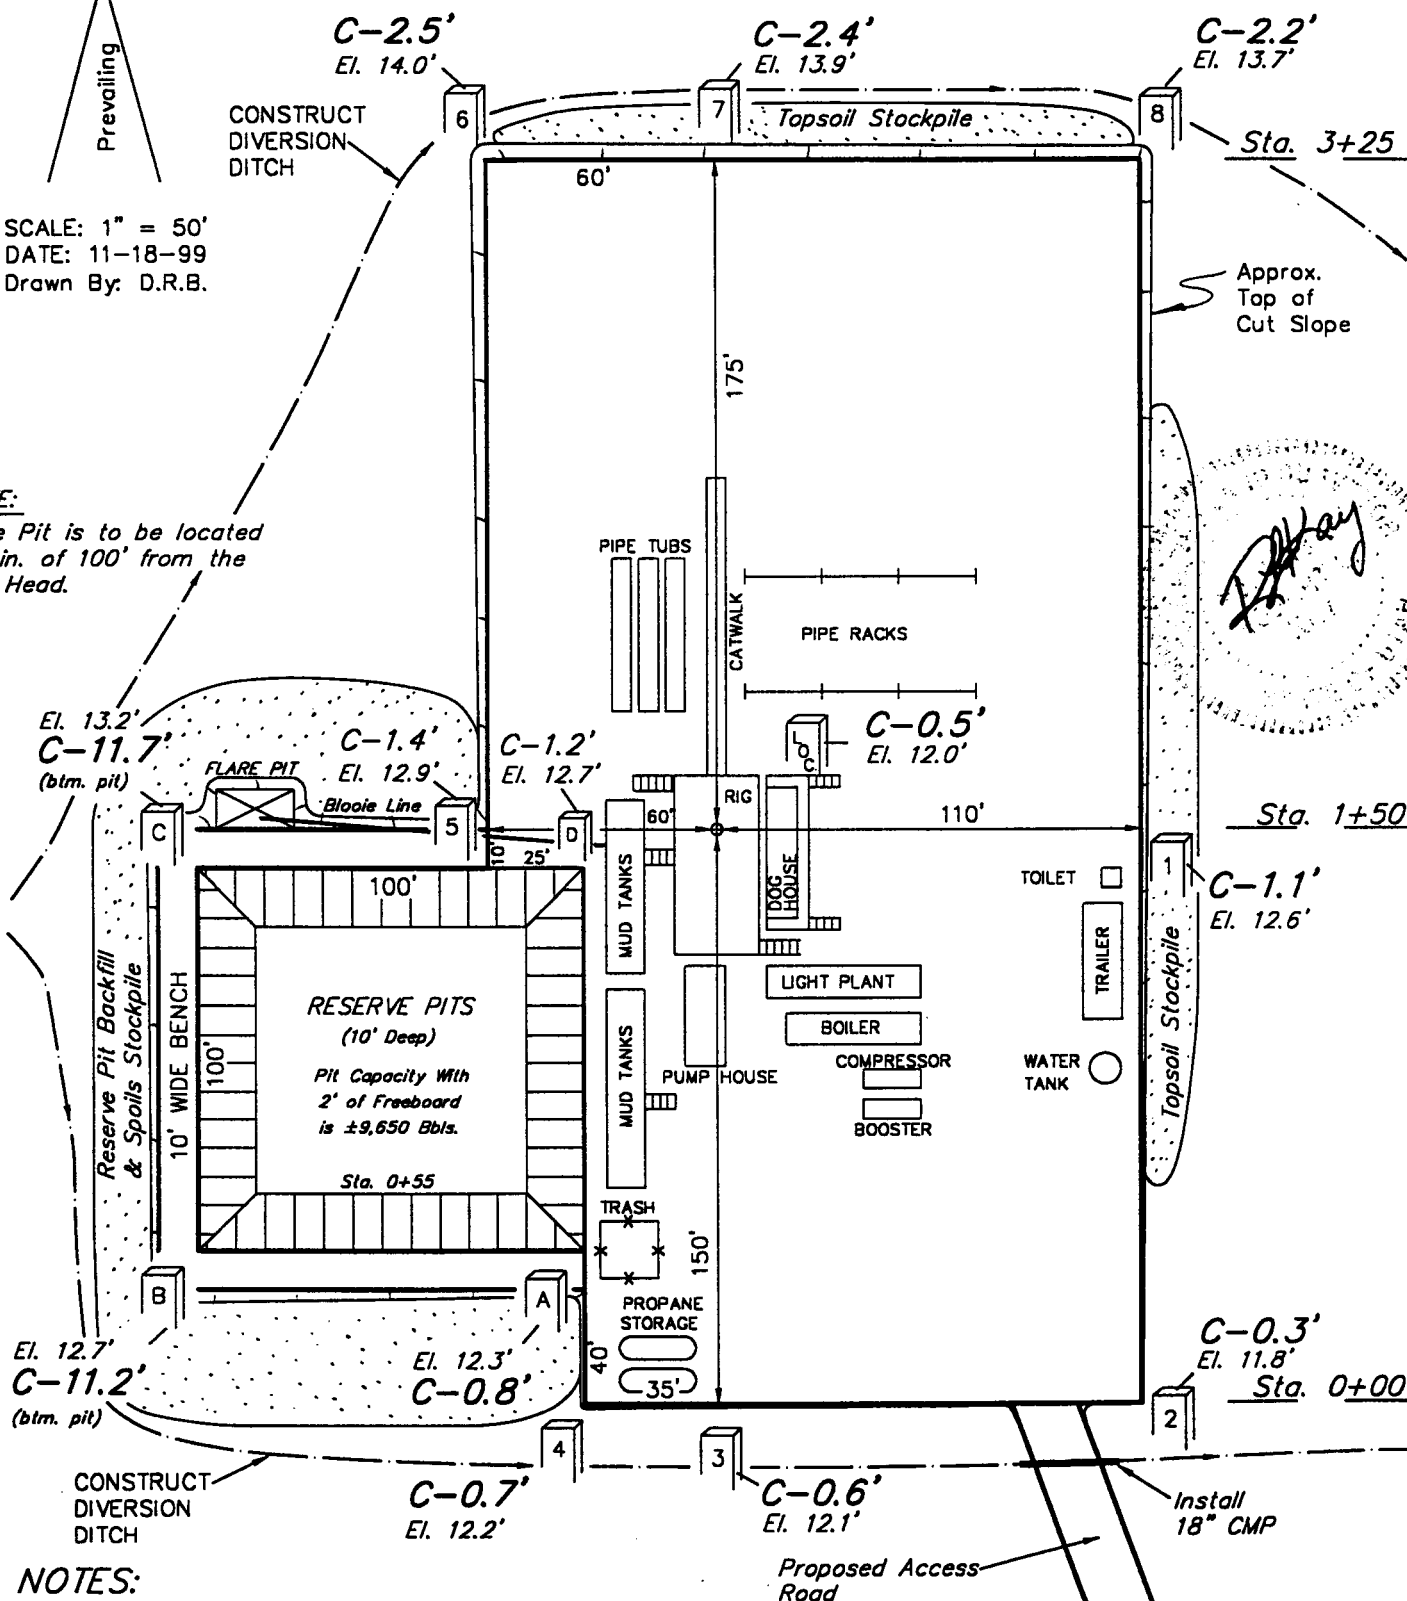 Prevailing
C-2.5'
El. 14.0'
C-2.4'
El. 13.9'
C-2.2'
El. 13.7'
6
7
8
CONSTRUCT
DIVERSION
DITCH
Topsoil Stockpile
Sta. 3+25
60'
SCALE: 1" = 50'
DATE: 11-18-99
Drawn By: D.R.B.
Approx.
Top of
Cut Slope
175'
E:
e Pit is to be located
in. of 100' from the
Head.
PIPE TUBS
CATWALK
PIPE RACKS
El. 13.2'
C-11.7'
(btm. pit)
FLARE PIT
Blooie Line
C-1.4'
El. 12.9'
C-1.2'
El. 12.7'
LOC.
C-0.5'
El. 12.0'
C
5
D
60'
RIG
110'
Sta. 1+50
10'
25'
100'
MUD TANKS
DOG
HOUSE
TOILET
1
C-1.1'
El. 12.6'
TRAILER
Topsoil Stockpile
Reserve Pit Backfill
& Spoils Stockpile
10' WIDE BENCH
100'
RESERVE PITS
(10' Deep)
Pit Capacity With
2' of Freeboard
is ±9,650 Bbls.
Sta. 0+55
MUD TANKS
PUMP HOUSE
LIGHT PLANT
BOILER
COMPRESSOR
BOOSTER
WATER
TANK
TRASH
150'
B
A
PROPANE
STORAGE
40'
35'
El. 12.7'
C-11.2'
(btm. pit)
El. 12.3'
C-0.8'
C-0.3'
El. 11.8'
Sta. 0+00
2
4
3
CONSTRUCT
DIVERSION
DITCH
C-0.7'
El. 12.2'
C-0.6'
El. 12.1'
Install
18" CMP
Proposed Access
Road
NOTES: